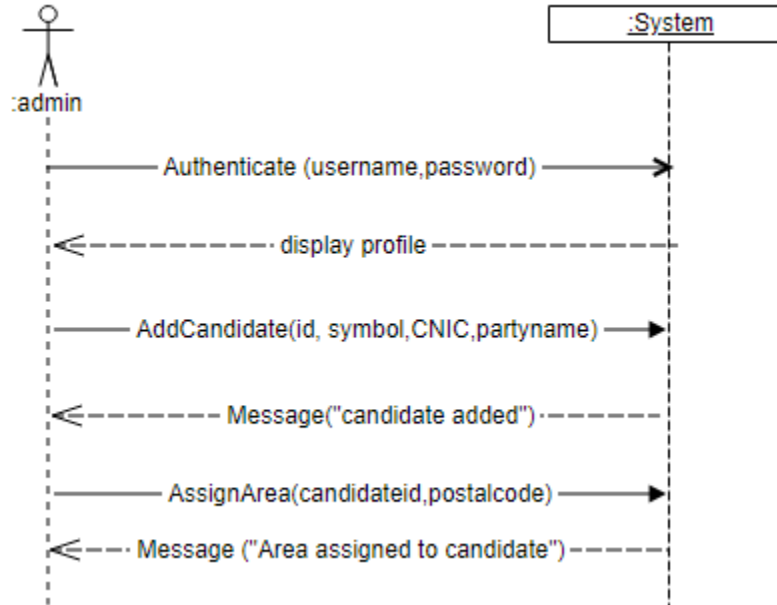 :System
:admin
Authenticate (username,password)
display profile
AddCandidate(id, symbol,CNIC,partyname)
Message("candidate added")
AssignArea(candidateid,postalcode)
Message ("Area assigned to candidate")